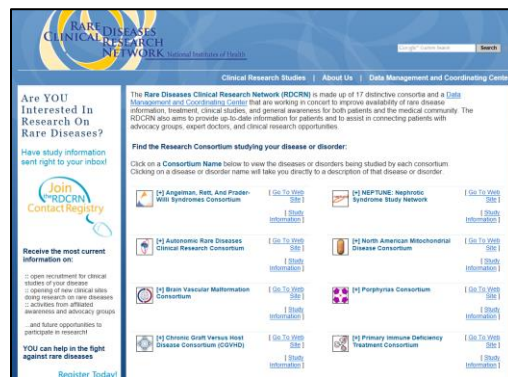 RARE
CLINICAL DISEASES
RESEARCH
NETWORK National Institutes of Health
Search
Clinical Research Studies | About Us | Data Management and Coordinating Cente
Are YOU
Interested In
Research On
Rare Diseases?
Have study information
sent right to your inbox!
Join
the RDCRN
Contact Registry
Receive the most current
information on:
:: open recruitment for clinical
studies of your disease
:: opening of new clinical sites
doing research on rare diseases
:: activities from affiliated
awareness and advocacy groups
...and future opportunities to
participate in research!
YOU can help in the fight
against rare diseases
Register Today!
The Rare Diseases Clinical Research Network (RDCRN) is made up of 17 distinctive consortia and a Data
Management and Coordinating Center that are working in concert to improve availability of rare disease
information, treatment, clinical studies, and general awareness for both patients and the medical community. The
RDCRN also aims to provide up-to-date information for patients and to assist in connecting patients with
advocacy groups, expert doctors, and clinical research opportunities.
Find the Research Consortium studying your disease or disorder:
Click on a Consortium Name below to view the diseases or disorders being studied by each consortium.
Clicking on a disease or disorder name will take you directly to a description of that disease or disorder.
[+] Angelman, Rett, And Prader-
Willi Syndromes Consortium
[ Go To Web
Site ]
[ Study
Information ]
[+] NEPTUNE: Nephrotic
Syndrome Study Network
[ Go To Web
Site ]
[ Study
Information ]
[+] Autonomic Rare Diseases
Clinical Research Consortium
[ Go To Web
Site ]
[ Study
Information ]
[+] North American Mitochondrial
Disease Consortium
[ Go To Web
Site ]
[ Study
Information ]
[+] Brain Vascular Malformation
Consortium
[ Go To Web
Site ]
[ Study
Information ]
[+] Porphyrias Consortium
[ Go To Web
Site ]
[ Study
Information ]
[+] Chronic Graft Versus Host
Disease Consortium (CGVHD)
[ Go To Web
Site ]
[ Study
Information ]
[+] Primary Immune Deficiency
Treatment Consortium
[ Go To Web
Site ]
[ Study
Information ]